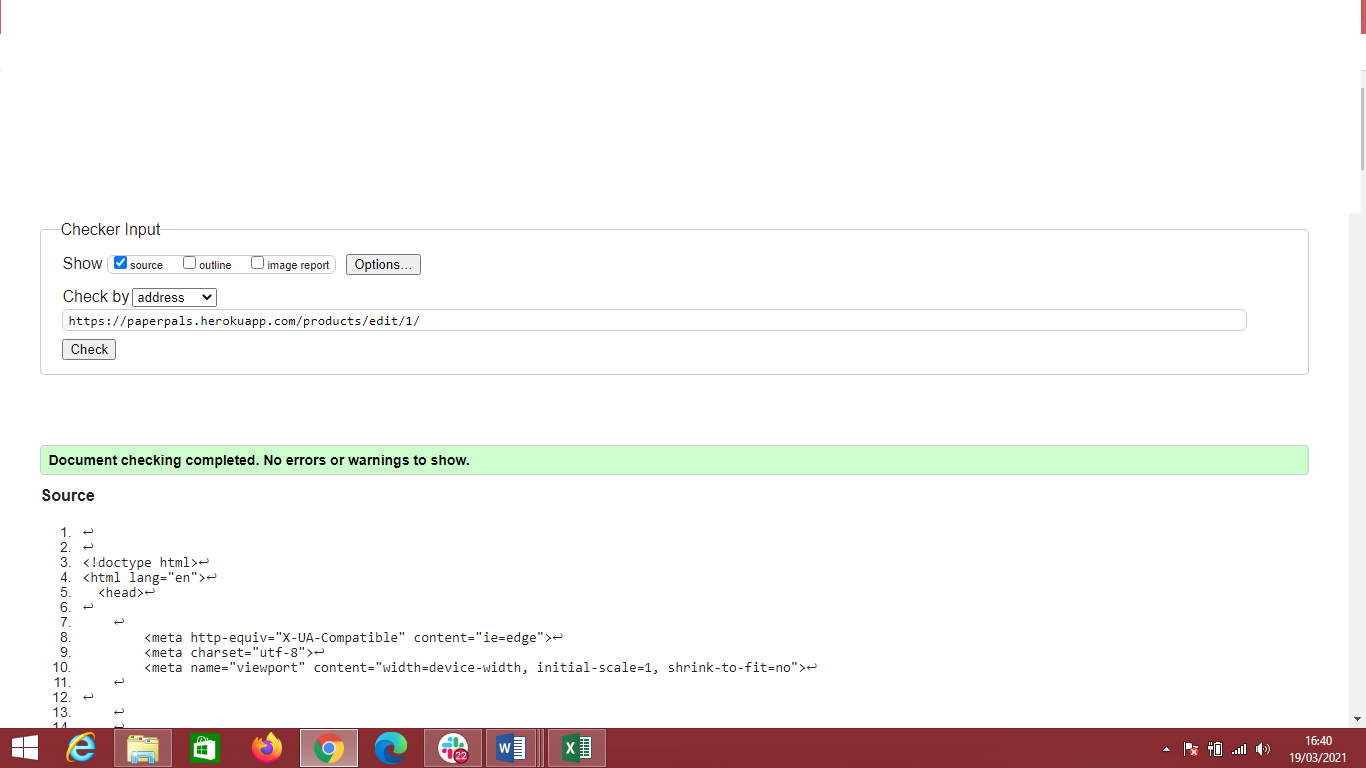 Checker Input
Show source outline image report Options...
Check by address
https://paperpals.herokuapp.com/products/edit/1/
Check
Document checking completed. No errors or warnings to show.
Source
1. ↩
2. ↩
3. <!doctype html>↩
4. <html lang="en">↩
5. <head>↩
6. ↩
7. ↩
8. <meta http-equiv="X-UA-Compatible" content="ie=edge">↩
9. <meta charset="utf-8">↩
10. <meta name="viewport" content="width=device-width, initial-scale=1, shrink-to-fit=no">↩
11. ↩
12. ↩
13. ↩
14. ↩
22
16:40
19/03/2021